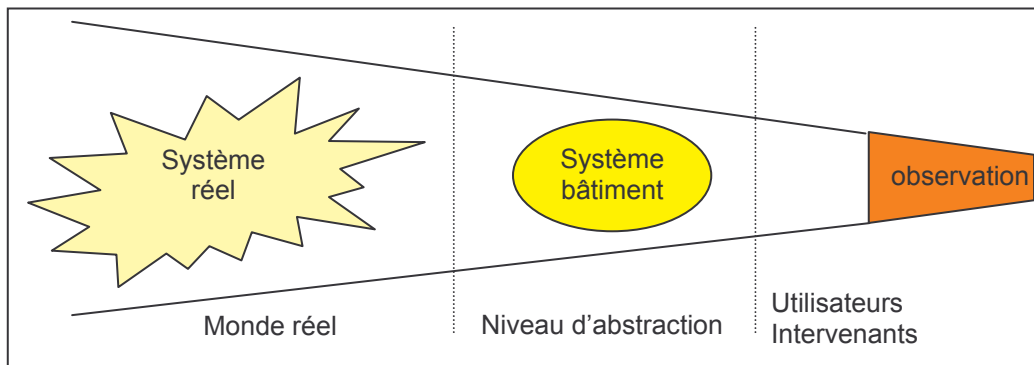 Système
réel
Système
bâtiment
observation
Monde réel
Niveau d'abstraction
Utilisateurs
Intervenants